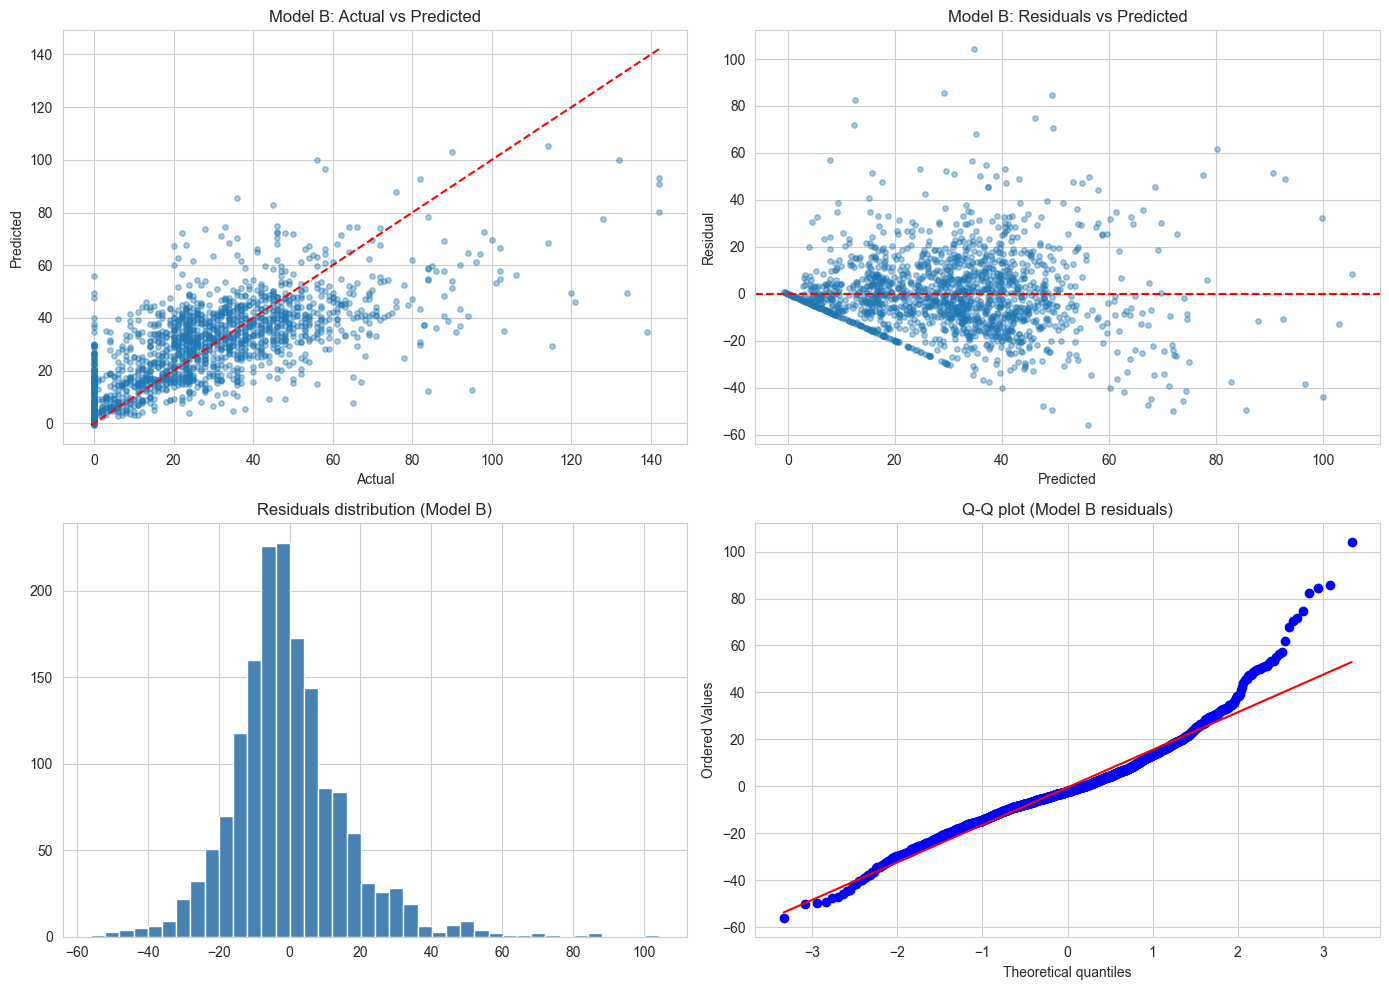 Model B: Actual vs Predicted
140
120
100
80
60
40
20
0
Predicted
0 20 40 60 80 100 120 140
Actual
Model B: Residuals vs Predicted
100
80
60
40
20
0
−20
−40
−60
Residual
0 20 40 60 80 100
Predicted
Residuals distribution (Model B)
200
150
100
50
0
−60 −40 −20 0 20 40 60 80 100
Q-Q plot (Model B residuals)
100
80
60
40
20
0
−20
−40
−60
Ordered Values
−3 −2 −1 0 1 2 3
Theoretical quantiles